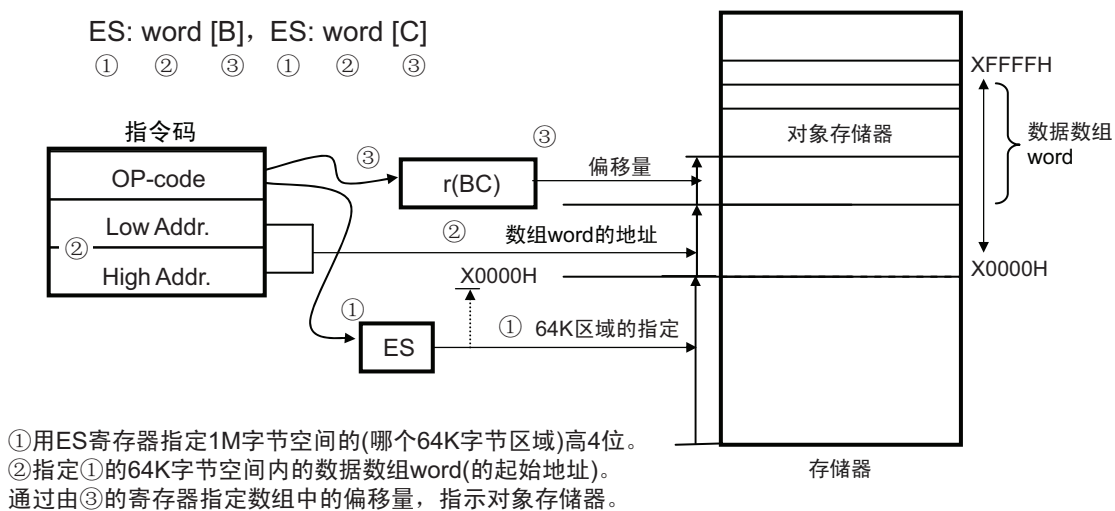 ES: word [B]，ES: word [C]
① ② ③ ① ② ③
XFFFFH
指令码
③
对象存储器
数据数组
word
③
偏移量
OP-code
r(BC)
Low Addr.
②
②
数组word的地址
High Addr.
X0000H
X0000H
①
① 64K区域的指定
ES
①用ES寄存器指定1M字节空间的(哪个64K字节区域)高4位。
②指定①的64K字节空间内的数据数组word(的起始地址)。
存储器
通过由③的寄存器指定数组中的偏移量，指示对象存储器。